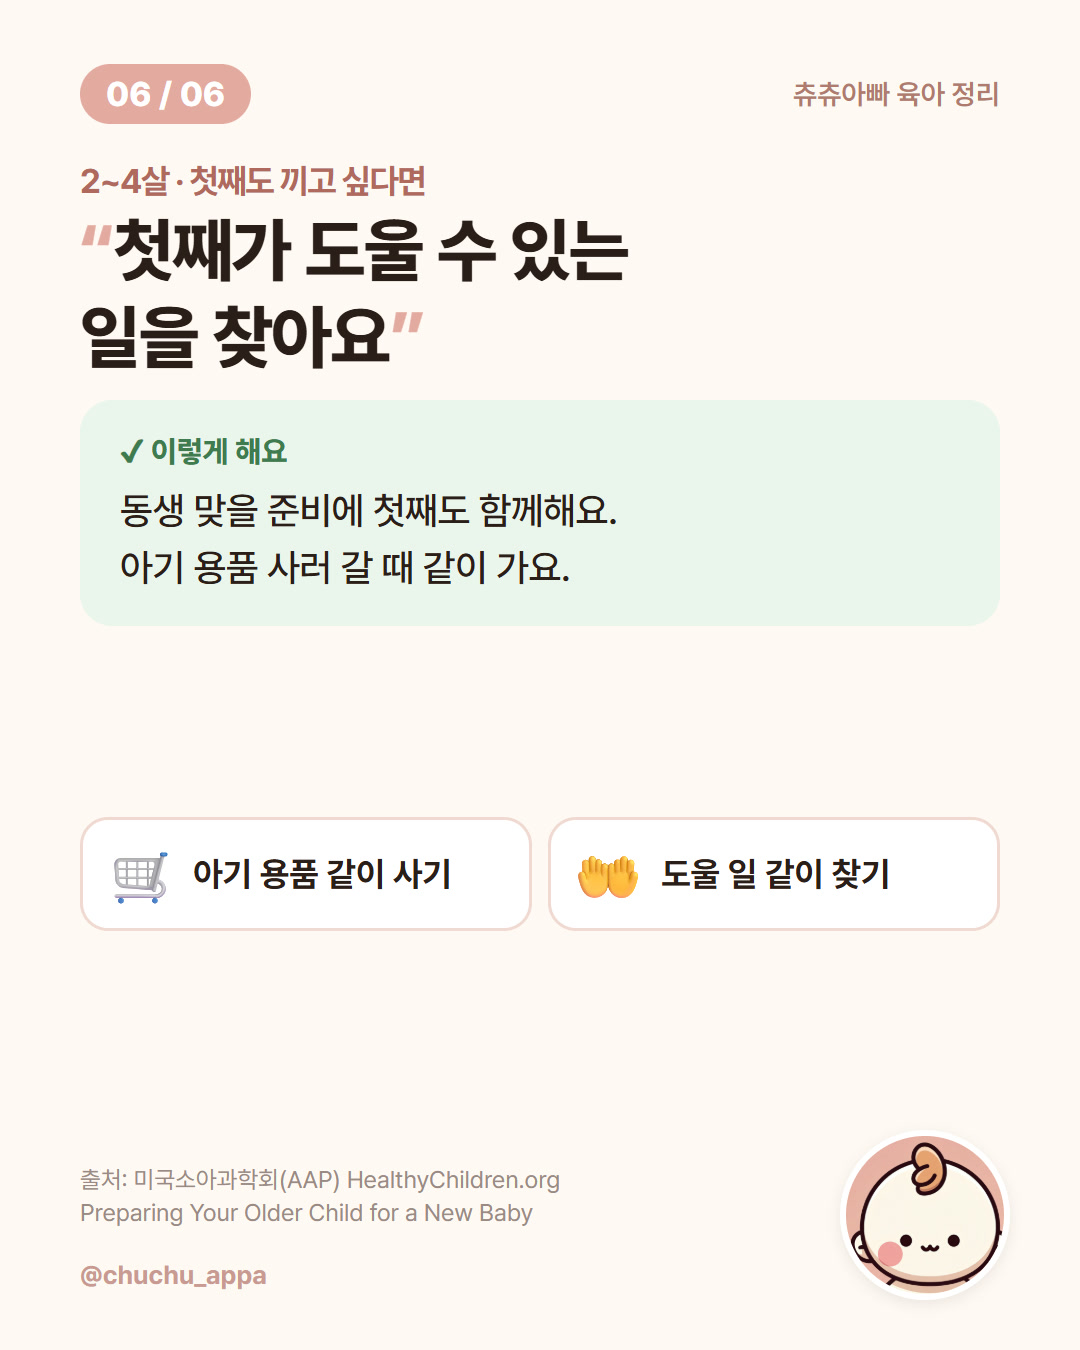 06 / 06
츄츄아빠 육아 정리
2~4살 · 첫째도 끼고 싶다면
“첫째가 도울 수 있는
일을 찾아요”
✓ 이렇게 해요
동생 맞을 준비에 첫째도 함께해요.
아기 용품 사러 갈 때 같이 가요.
아기 용품 같이 사기
도울 일 같이 찾기
출처: 미국소아과학회(AAP) HealthyChildren.org
Preparing Your Older Child for a New Baby
@chuchu_appa